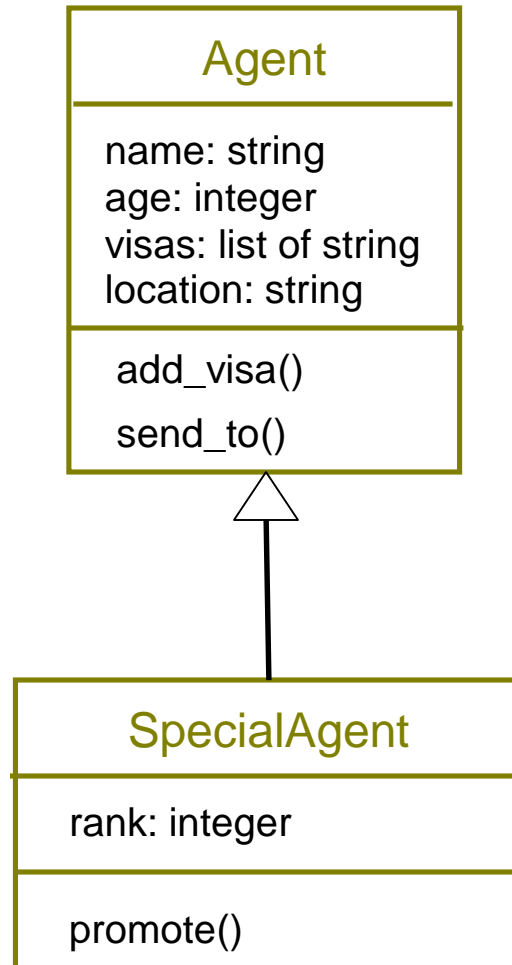 Agent
name: string
age: integer
visas: list of string
location: string
add_visa()
send_to()
SpecialAgent
rank: integer
promote()